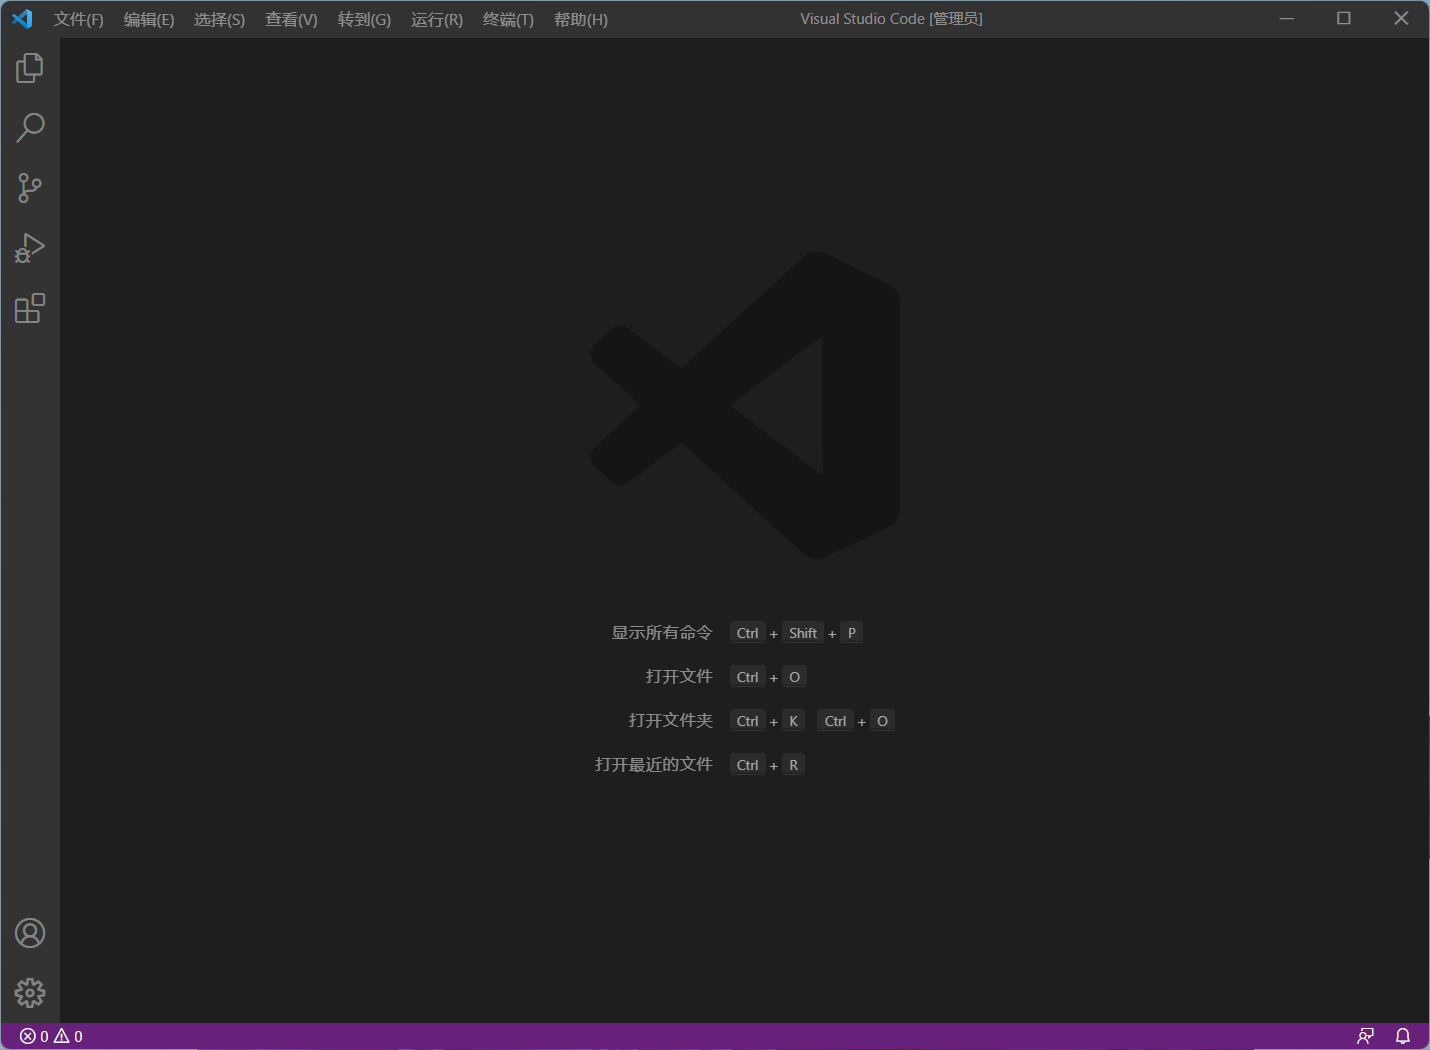 文件(F) 编辑(E) 选择(S) 查看(V) 转到(G) 运行(R) 终端(T) 帮助(H) Visual Studio Code [管理员]
显示所有命令 Ctrl + Shift + P
打开文件 Ctrl + O
打开文件夹 Ctrl + K Ctrl + O
打开最近的文件 Ctrl + R
0 0